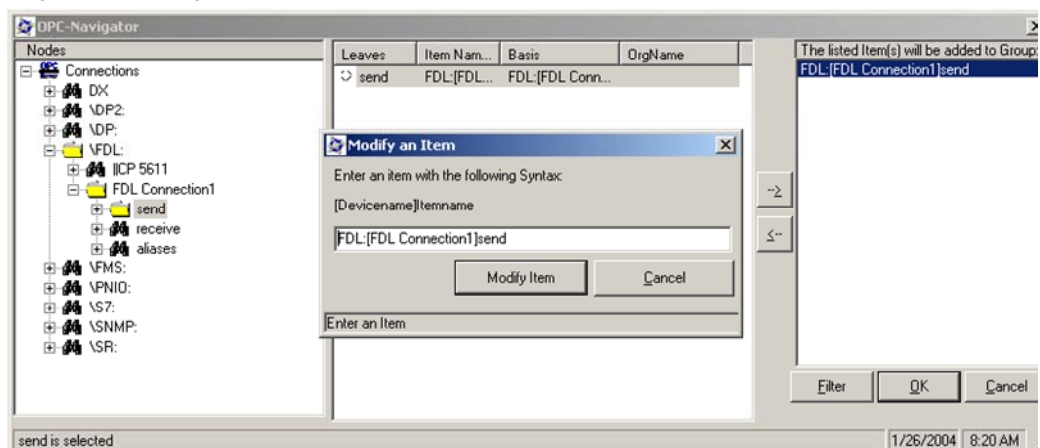 OPC-Navigator
Nodes
Connections
DX
\DP2:
\DP:
\FDL:
||CP 5611
FDL Connection1
send
receive
aliases
\FMS:
\PNIO:
\S7:
\SNMP:
\SR:
Leaves Item Nam... Basis OrgName
send FDL:[FDL... FDL:[FDL Conn...
Modify an Item
Enter an item with the following Syntax:
[Devicename]Itemname
FDL:[FDL Connection1]send
Modify Item Cancel
Enter an Item
-->
<--
The listed Item(s) will be added to Group:
FDL:[FDL Connection1]send
Filter OK Cancel
send is selected 1/26/2004 8:20 AM